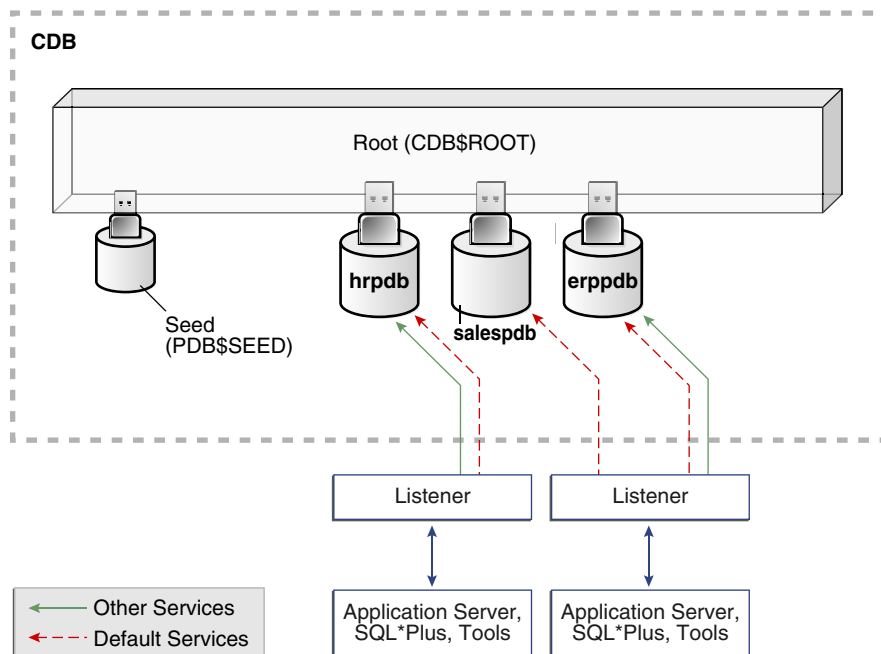 CDB
Root (CDB$ROOT)
hrpdb
erppdb
salespdb
Seed
(PDB$SEED)
Listener
Listener
Other Services
Default Services
Application Server,
SQL*Plus, Tools
Application Server,
SQL*Plus, Tools